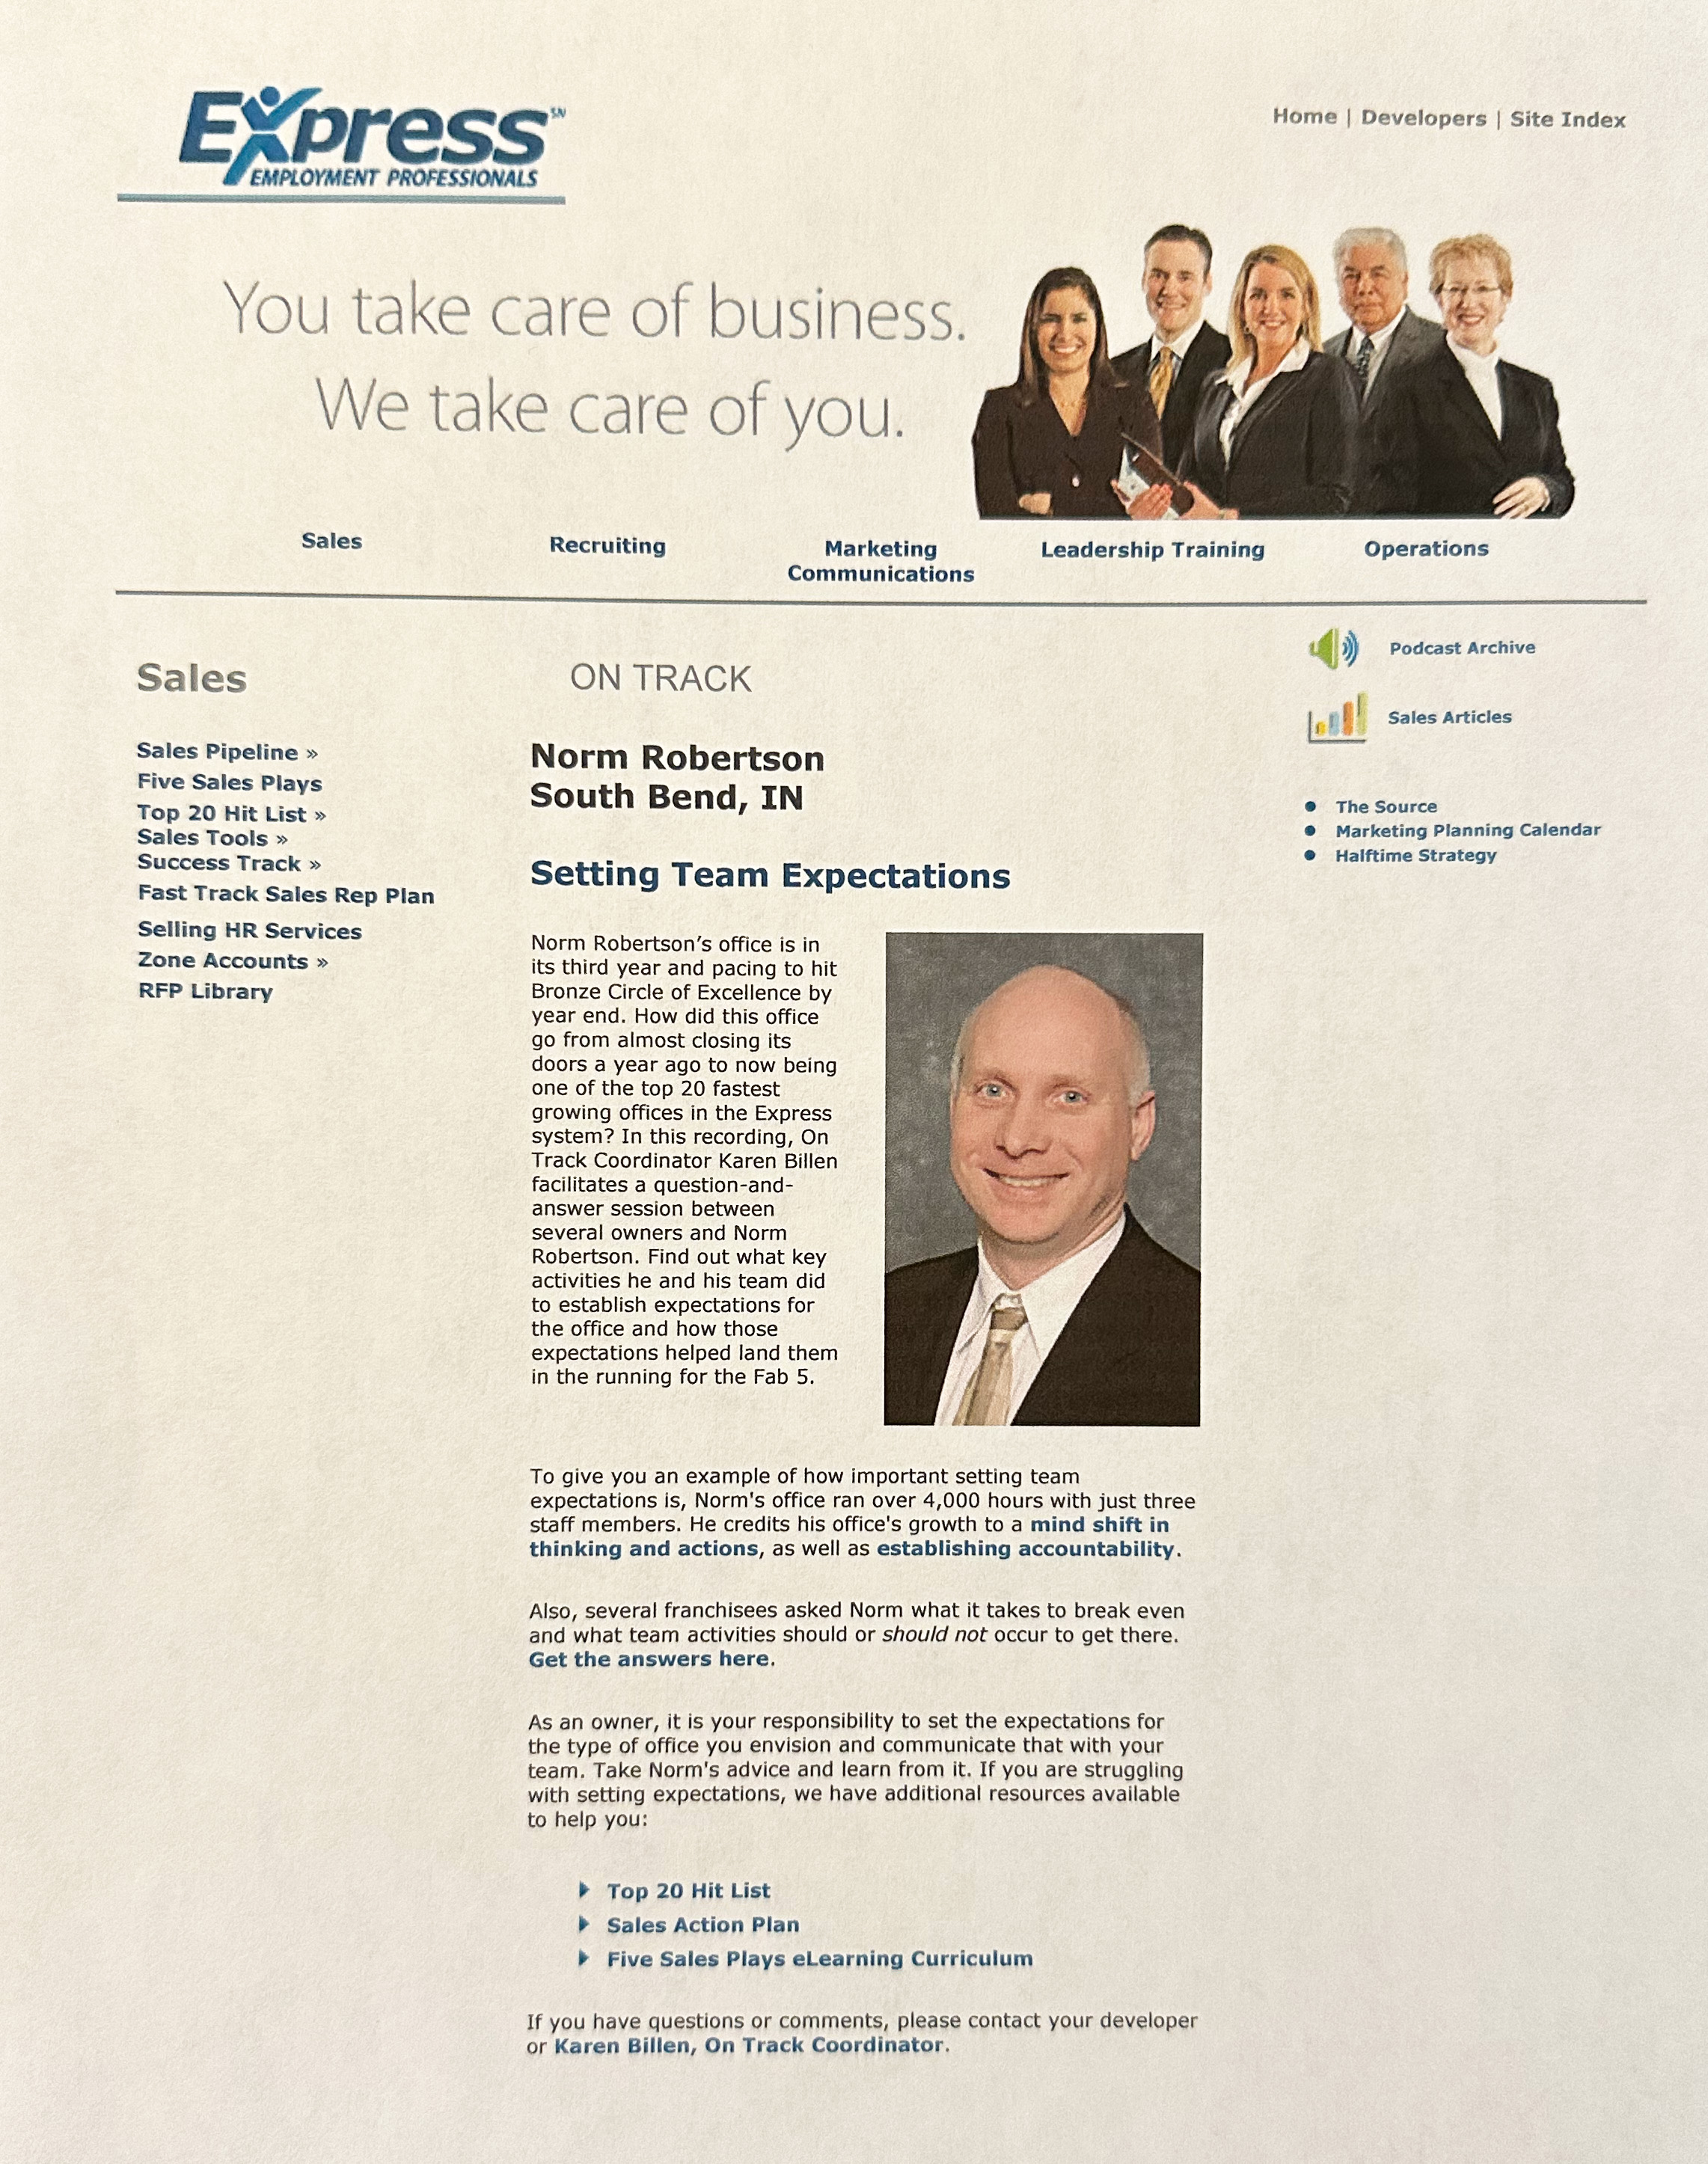 Express℠
EMPLOYMENT PROFESSIONALS
Home | Developers | Site Index
You take care of business.
We take care of you.
Sales
Recruiting
Marketing
Communications
Leadership Training
Operations
Sales
Sales Pipeline »
Five Sales Plays
Top 20 Hit List »
Sales Tools »
Success Track »
Fast Track Sales Rep Plan
Selling HR Services
Zone Accounts »
RFP Library
ON TRACK
Norm Robertson
South Bend, IN
Setting Team Expectations
Norm Robertson’s office is in
its third year and pacing to hit
Bronze Circle of Excellence by
year end. How did this office
go from almost closing its
doors a year ago to now being
one of the top 20 fastest
growing offices in the Express
system? In this recording, On
Track Coordinator Karen Billen
facilitates a question-and-
answer session between
several owners and Norm
Robertson. Find out what key
activities he and his team did
to establish expectations for
the office and how those
expectations helped land them
in the running for the Fab 5.
To give you an example of how important setting team
expectations is, Norm's office ran over 4,000 hours with just three
staff members. He credits his office's growth to a mind shift in
thinking and actions, as well as establishing accountability.
Also, several franchisees asked Norm what it takes to break even
and what team activities should or should not occur to get there.
Get the answers here.
As an owner, it is your responsibility to set the expectations for
the type of office you envision and communicate that with your
team. Take Norm's advice and learn from it. If you are struggling
with setting expectations, we have additional resources available
to help you:
Top 20 Hit List
Sales Action Plan
Five Sales Plays eLearning Curriculum
If you have questions or comments, please contact your developer
or Karen Billen, On Track Coordinator.
Podcast Archive
Sales Articles
The Source
Marketing Planning Calendar
Halftime Strategy